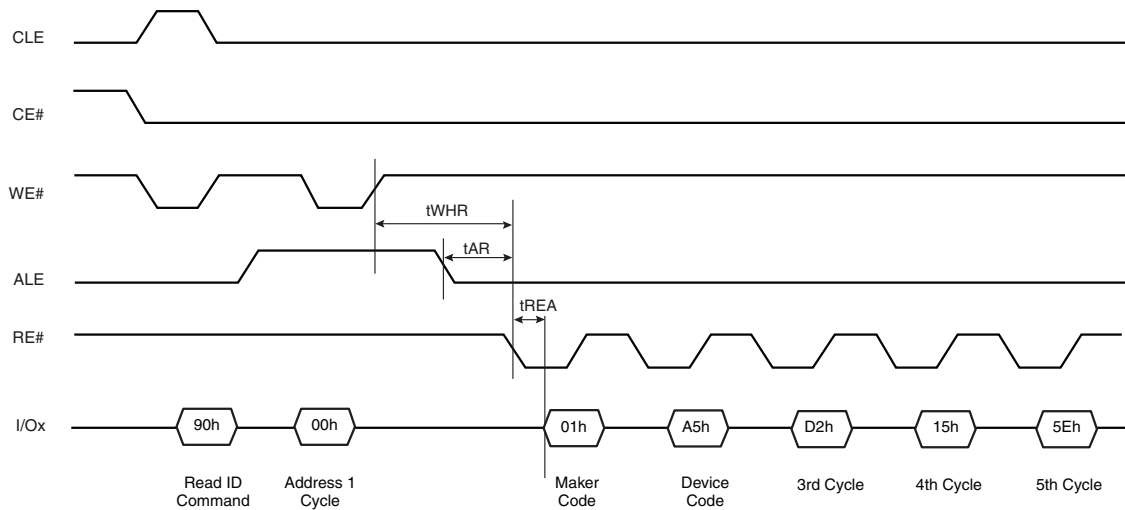 CLE
CE#
WE#
tWHR
tAR
ALE
tREA
RE#
I/Ox
90h
00h
01h
A5h
D2h
15h
5Eh
Read ID
Command
Address 1
Cycle
Maker
Code
Device
Code
3rd Cycle
4th Cycle
5th Cycle